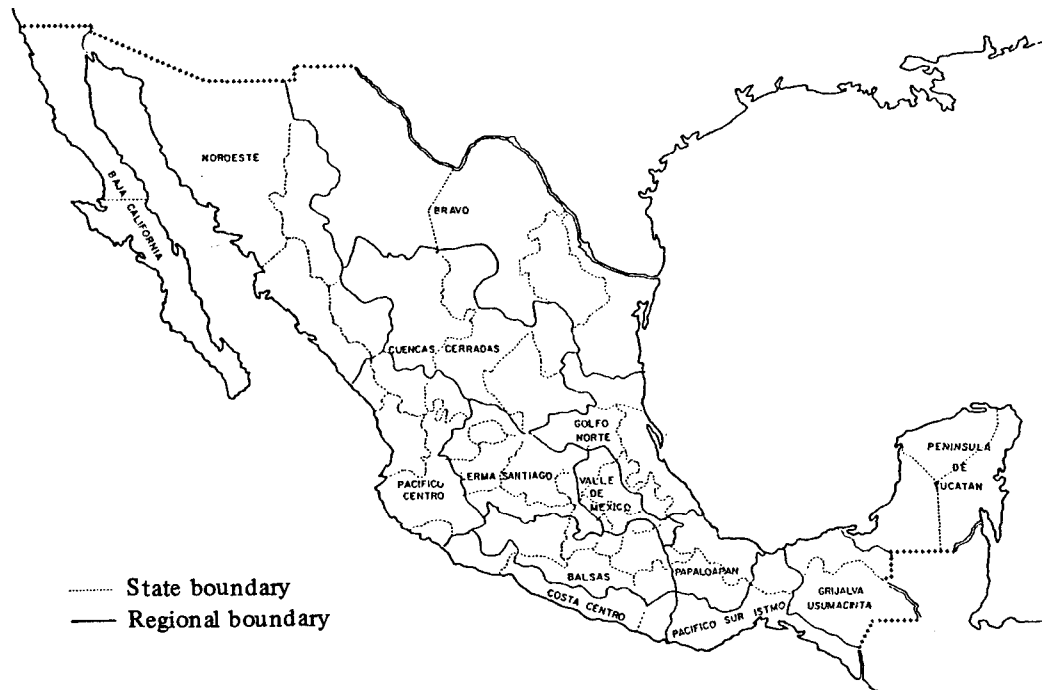 NOROESTE
BAJA
CALIFORNIA
BRAVO
CUENCAS CERRADAS
GOLFO
NORTE
PENINSULA
DE
YUCATAN
PACIFICO
CENTRO
LERMA SANTIAGO
VALLE
DE
MEXICO
BALSAS
PAPALOAPAN
COSTA CENTRO
PACIFICO SUR ISTMO
GRIJALVA
USUMACINTA
State boundary
Regional boundary